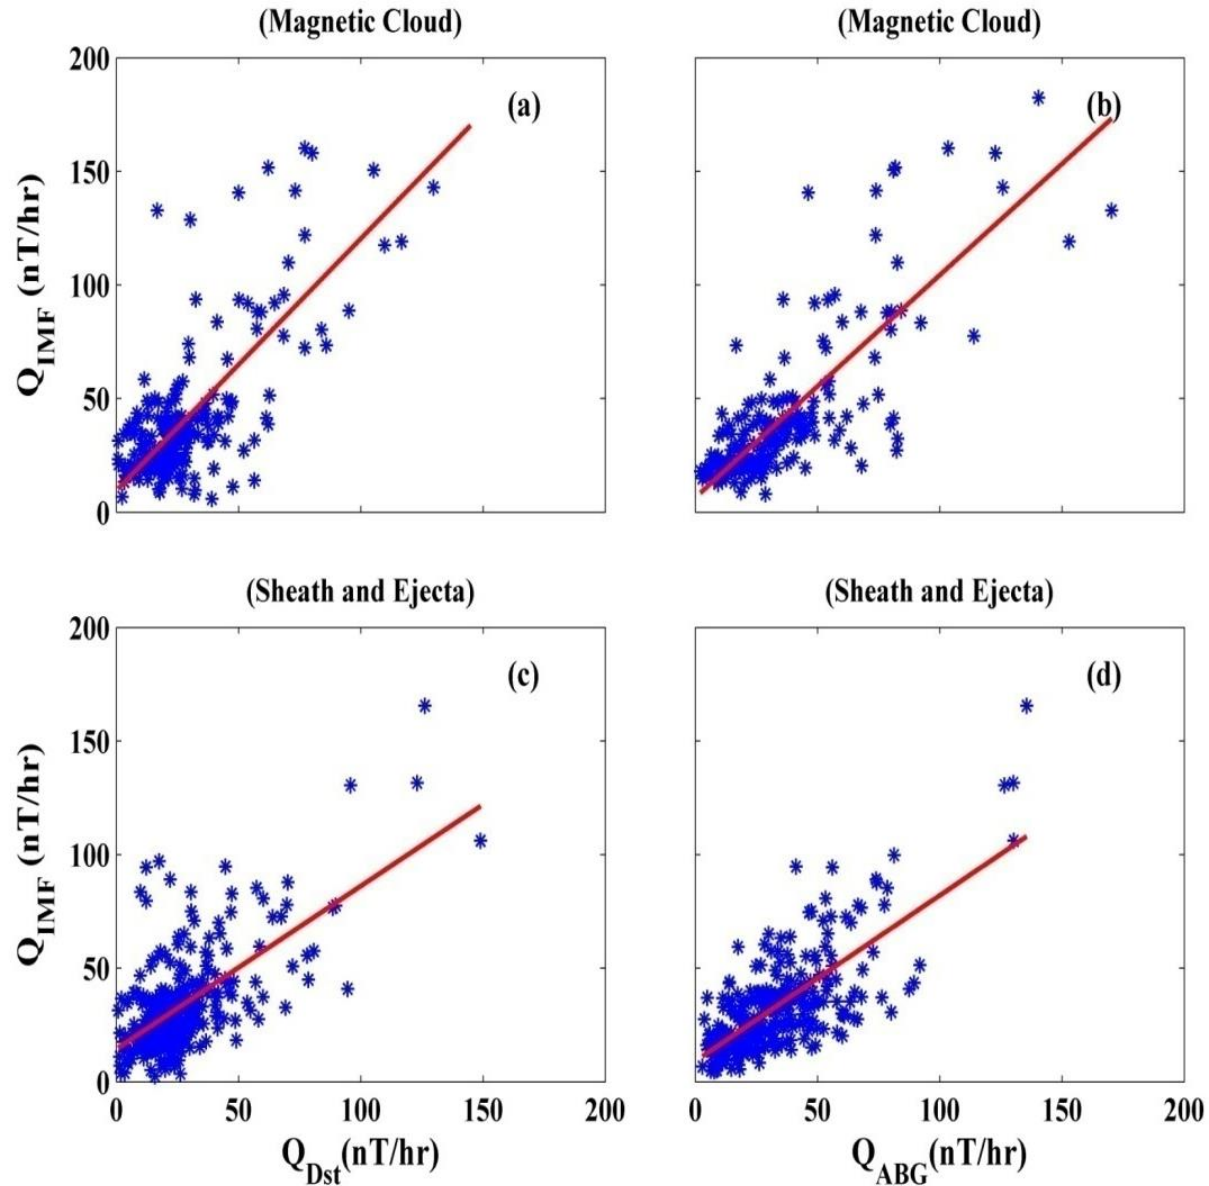 (Magnetic Cloud)
(Magnetic Cloud)
200
150
100
50
0
Q_IMF (nT/hr)
(a)
(b)
(Sheath and Ejecta)
(Sheath and Ejecta)
200
150
100
50
0
Q_IMF (nT/hr)
(c)
(d)
0 50 100 150 200
0 50 100 150 200
Q_Dst(nT/hr)
Q_ABG(nT/hr)